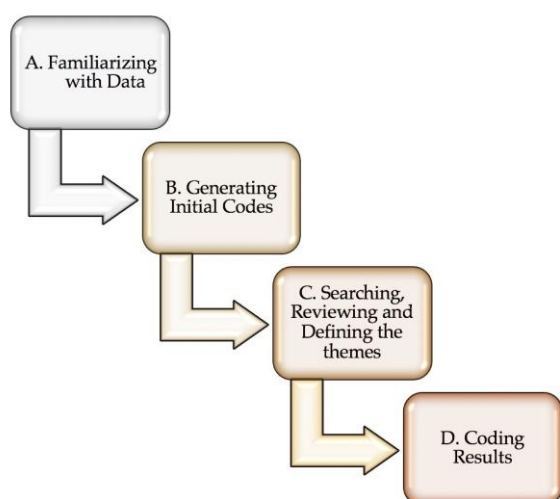 A. Familiarizing
with Data
B. Generating
Initial Codes
C. Searching,
Reviewing and
Defining the
themes
D. Coding
Results